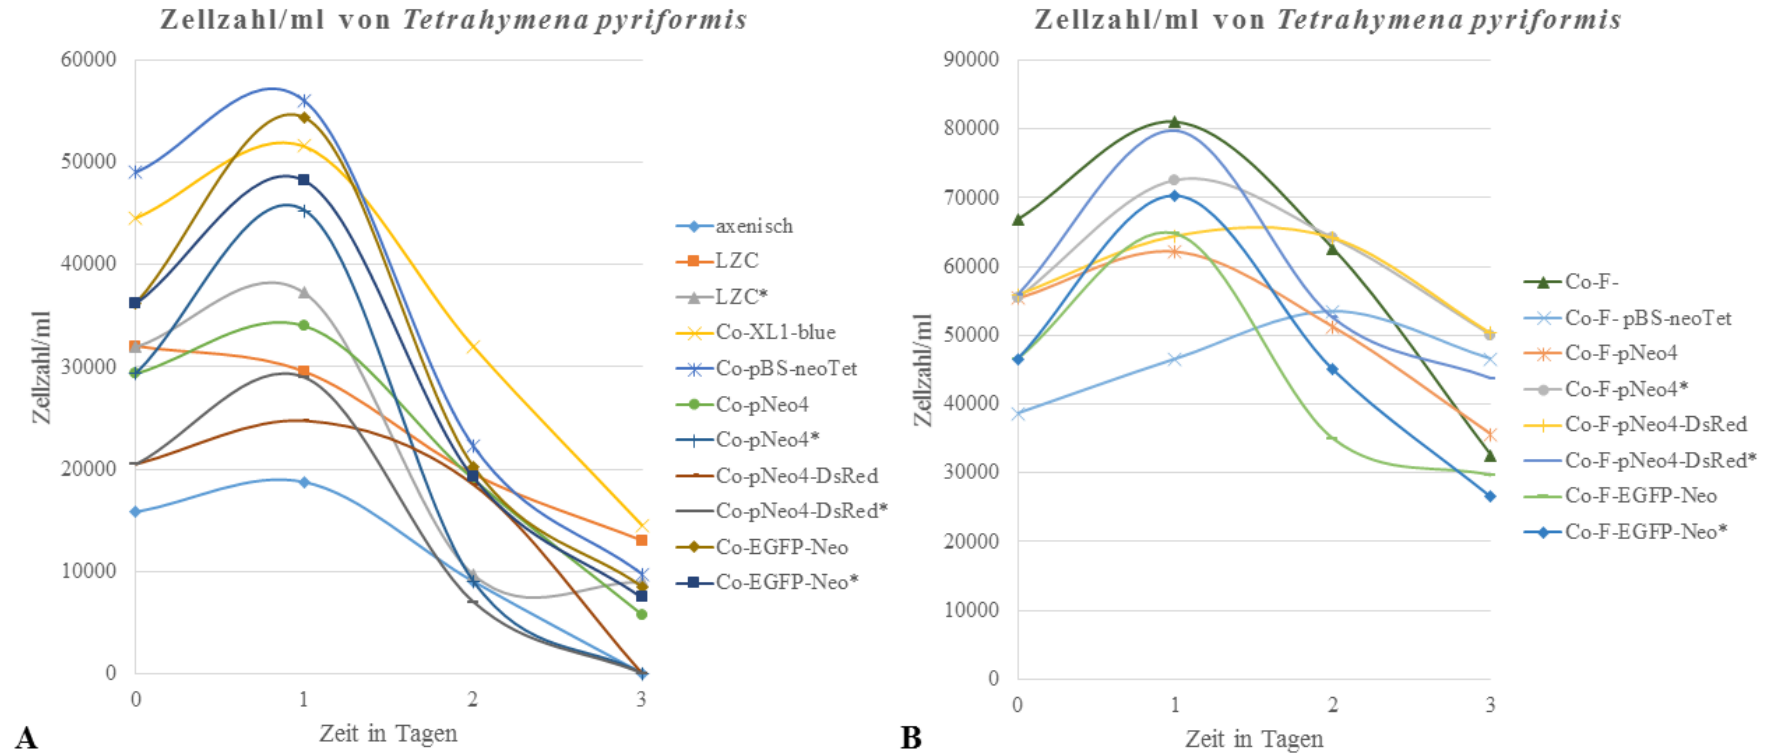 Zellzahl/ml von Tetrahymena pyriformis
60000
50000
40000
30000
20000
10000
0
Zellzahl/ml
0 1 2 3
Zeit in Tagen
A
axenisch
LZC
LZC*
Co-XL1-blue
Co-pBS-neoTet
Co-pNeo4
Co-pNeo4*
Co-pNeo4-DsRed
Co-pNeo4-DsRed*
Co-EGFP-Neo
Co-EGFP-Neo*
Zellzahl/ml von Tetrahymena pyriformis
90000
80000
70000
60000
50000
40000
30000
20000
10000
0
Zellzahl/ml
0 1 2 3
Zeit in Tagen
B
Co-F-
Co-F- pBS-neoTet
Co-F-pNeo4
Co-F-pNeo4*
Co-F-pNeo4-DsRed
Co-F-pNeo4-DsRed*
Co-F-EGFP-Neo
Co-F-EGFP-Neo*